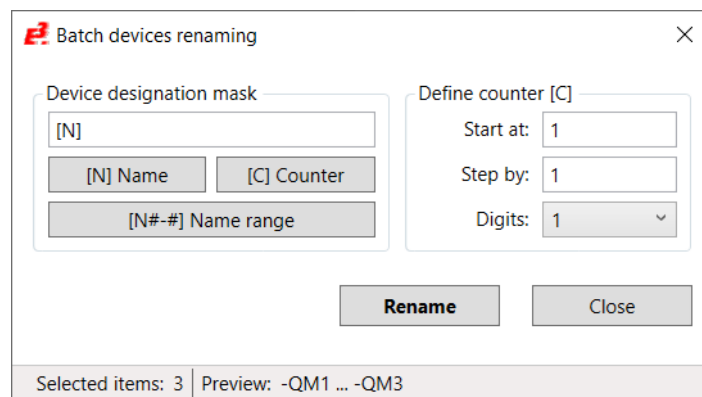 E³. Batch devices renaming
Device designation mask
[N]
[N] Name [C] Counter
[N#-#] Name range
Define counter [C]
Start at: 1
Step by: 1
Digits: 1
Rename Close
Selected items: 3 Preview: -QM1 ... -QM3